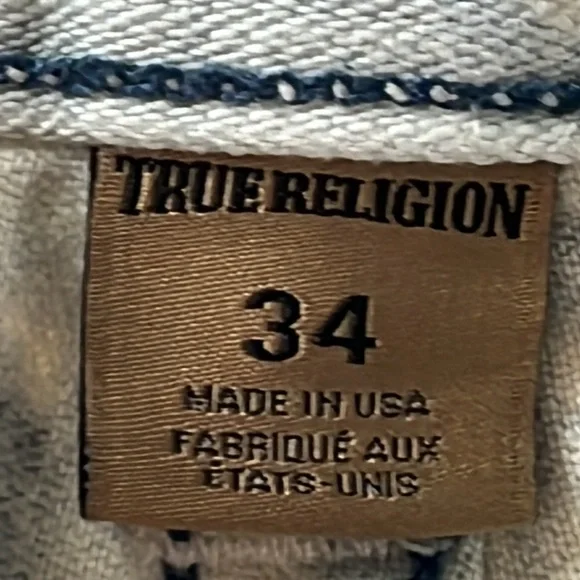 TRUE RELIGION
34
MADE IN USA
FABRIQUÉ AUX
ÉTATS-UNIS